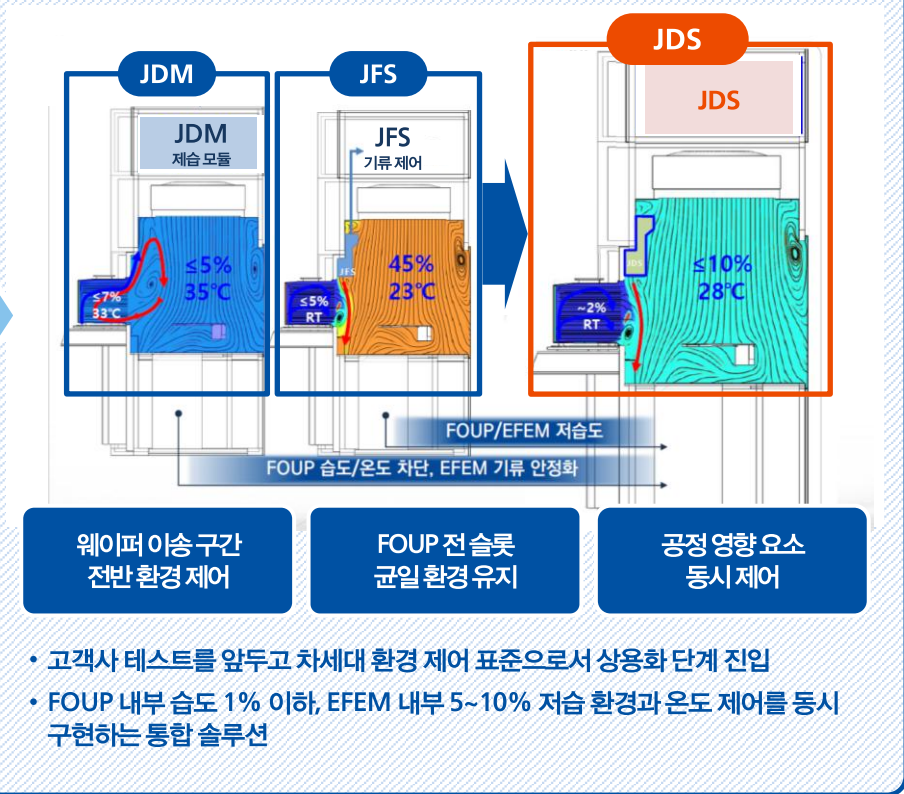 JDM
JFS
JDS
JDM
제습 모듈
JFS
기류 제어
JDS
≤5%
35℃
≤7%
33℃
JFS
45%
23℃
≤5%
RT
JDS
≤10%
28℃
~2%
RT
FOUP/EFEM 저습도
FOUP 습도/온도 차단, EFEM 기류 안정화
웨이퍼 이송 구간
전반 환경 제어
FOUP 전 슬롯
균일 환경 유지
공정 영향 요소
동시 제어
• 고객사 테스트를 앞두고 차세대 환경 제어 표준으로서 상용화 단계 진입
• FOUP 내부 습도 1% 이하, EFEM 내부 5~10% 저습 환경과 온도 제어를 동시
구현하는 통합 솔루션